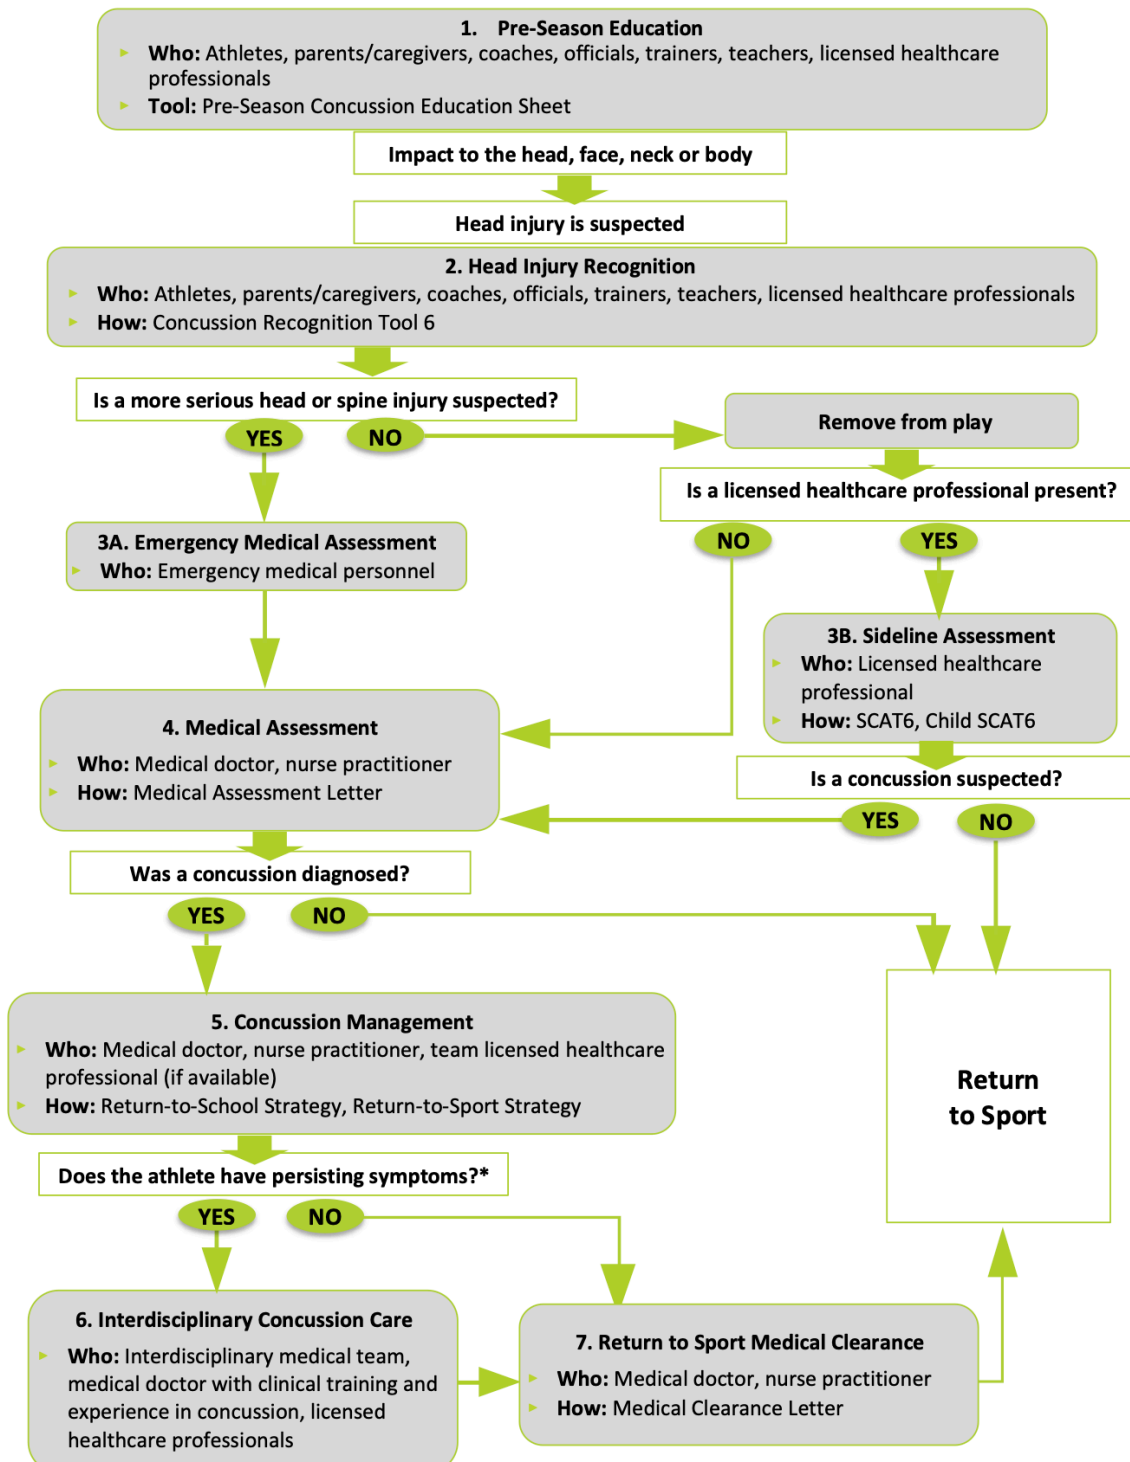 1. Pre-Season Education
Who: Athletes, parents/caregivers, coaches, officials, trainers, teachers, licensed healthcare
professionals
Tool: Pre-Season Concussion Education Sheet
Impact to the head, face, neck or body
Head injury is suspected
2. Head Injury Recognition
Who: Athletes, parents/caregivers, coaches, officials, trainers, teachers, licensed healthcare professionals
How: Concussion Recognition Tool 6
Is a more serious head or spine injury suspected?
YES
NO
Remove from play
Is a licensed healthcare professional present?
NO
YES
3A. Emergency Medical Assessment
Who: Emergency medical personnel
3B. Sideline Assessment
Who: Licensed healthcare
professional
How: SCAT6, Child SCAT6
Is a concussion suspected?
YES
NO
4. Medical Assessment
Who: Medical doctor, nurse practitioner
How: Medical Assessment Letter
Was a concussion diagnosed?
YES
NO
5. Concussion Management
Who: Medical doctor, nurse practitioner, team licensed healthcare
professional (if available)
How: Return-to-School Strategy, Return-to-Sport Strategy
Return
to Sport
Does the athlete have persisting symptoms?*
YES
NO
6. Interdisciplinary Concussion Care
Who: Interdisciplinary medical team,
medical doctor with clinical training and
experience in concussion, licensed
healthcare professionals
7. Return to Sport Medical Clearance
Who: Medical doctor, nurse practitioner
How: Medical Clearance Letter